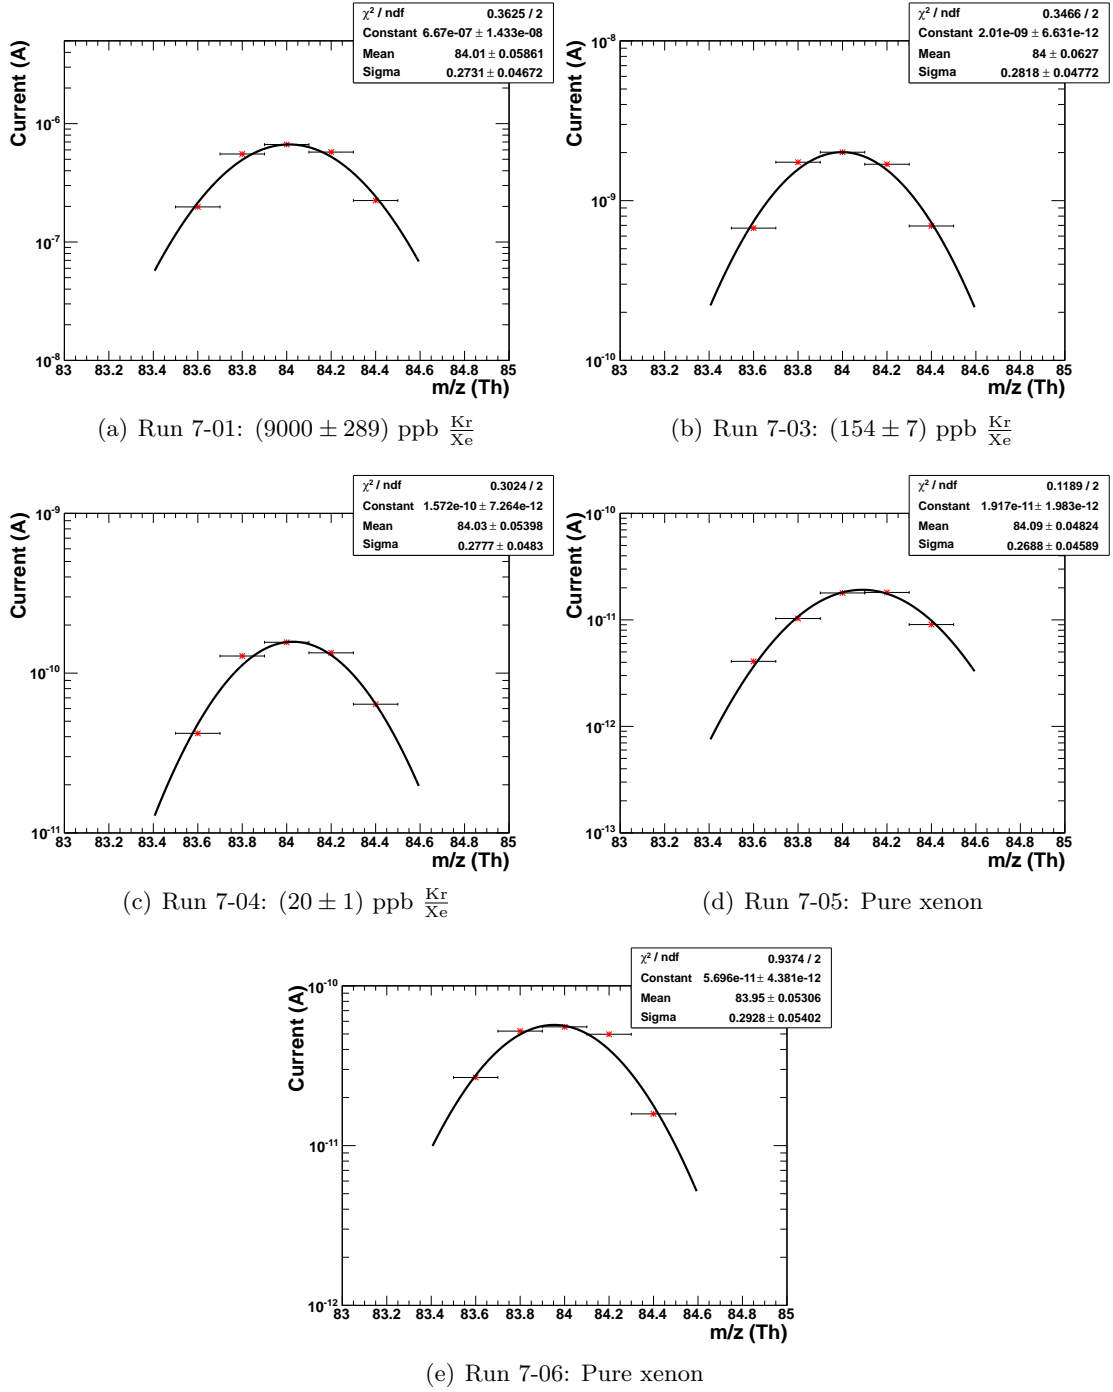 χ² / ndf 0.3625 / 2
Constant 6.67e-07 ± 1.433e-08
Mean 84.01 ± 0.05861
Sigma 0.2731 ± 0.04672
Current (A)
10⁻⁶
10⁻⁷
10⁻⁸
83 83.2 83.4 83.6 83.8 84 84.2 84.4 84.6 84.8 85
m/z (Th)
(a) Run 7-01: (9000 ± 289) ppb Kr/Xe
χ² / ndf 0.3466 / 2
Constant 2.01e-09 ± 6.631e-12
Mean 84 ± 0.0627
Sigma 0.2818 ± 0.04772
Current (A)
10⁻⁸
10⁻⁹
10⁻¹⁰
83 83.2 83.4 83.6 83.8 84 84.2 84.4 84.6 84.8 85
m/z (Th)
(b) Run 7-03: (154 ± 7) ppb Kr/Xe
χ² / ndf 0.3024 / 2
Constant 1.572e-10 ± 7.264e-12
Mean 84.03 ± 0.05398
Sigma 0.2777 ± 0.0483
Current (A)
10⁻⁹
10⁻¹⁰
10⁻¹¹
83 83.2 83.4 83.6 83.8 84 84.2 84.4 84.6 84.8 85
m/z (Th)
(c) Run 7-04: (20 ± 1) ppb Kr/Xe
χ² / ndf 0.1189 / 2
Constant 1.917e-11 ± 1.983e-12
Mean 84.09 ± 0.04824
Sigma 0.2688 ± 0.04589
Current (A)
10⁻¹⁰
10⁻¹¹
10⁻¹²
10⁻¹³
83 83.2 83.4 83.6 83.8 84 84.2 84.4 84.6 84.8 85
m/z (Th)
(d) Run 7-05: Pure xenon
χ² / ndf 0.9374 / 2
Constant 5.696e-11 ± 4.381e-12
Mean 83.95 ± 0.05306
Sigma 0.2928 ± 0.05402
Current (A)
10⁻¹⁰
10⁻¹¹
10⁻¹²
83 83.2 83.4 83.6 83.8 84 84.2 84.4 84.6 84.8 85
m/z (Th)
(e) Run 7-06: Pure xenon